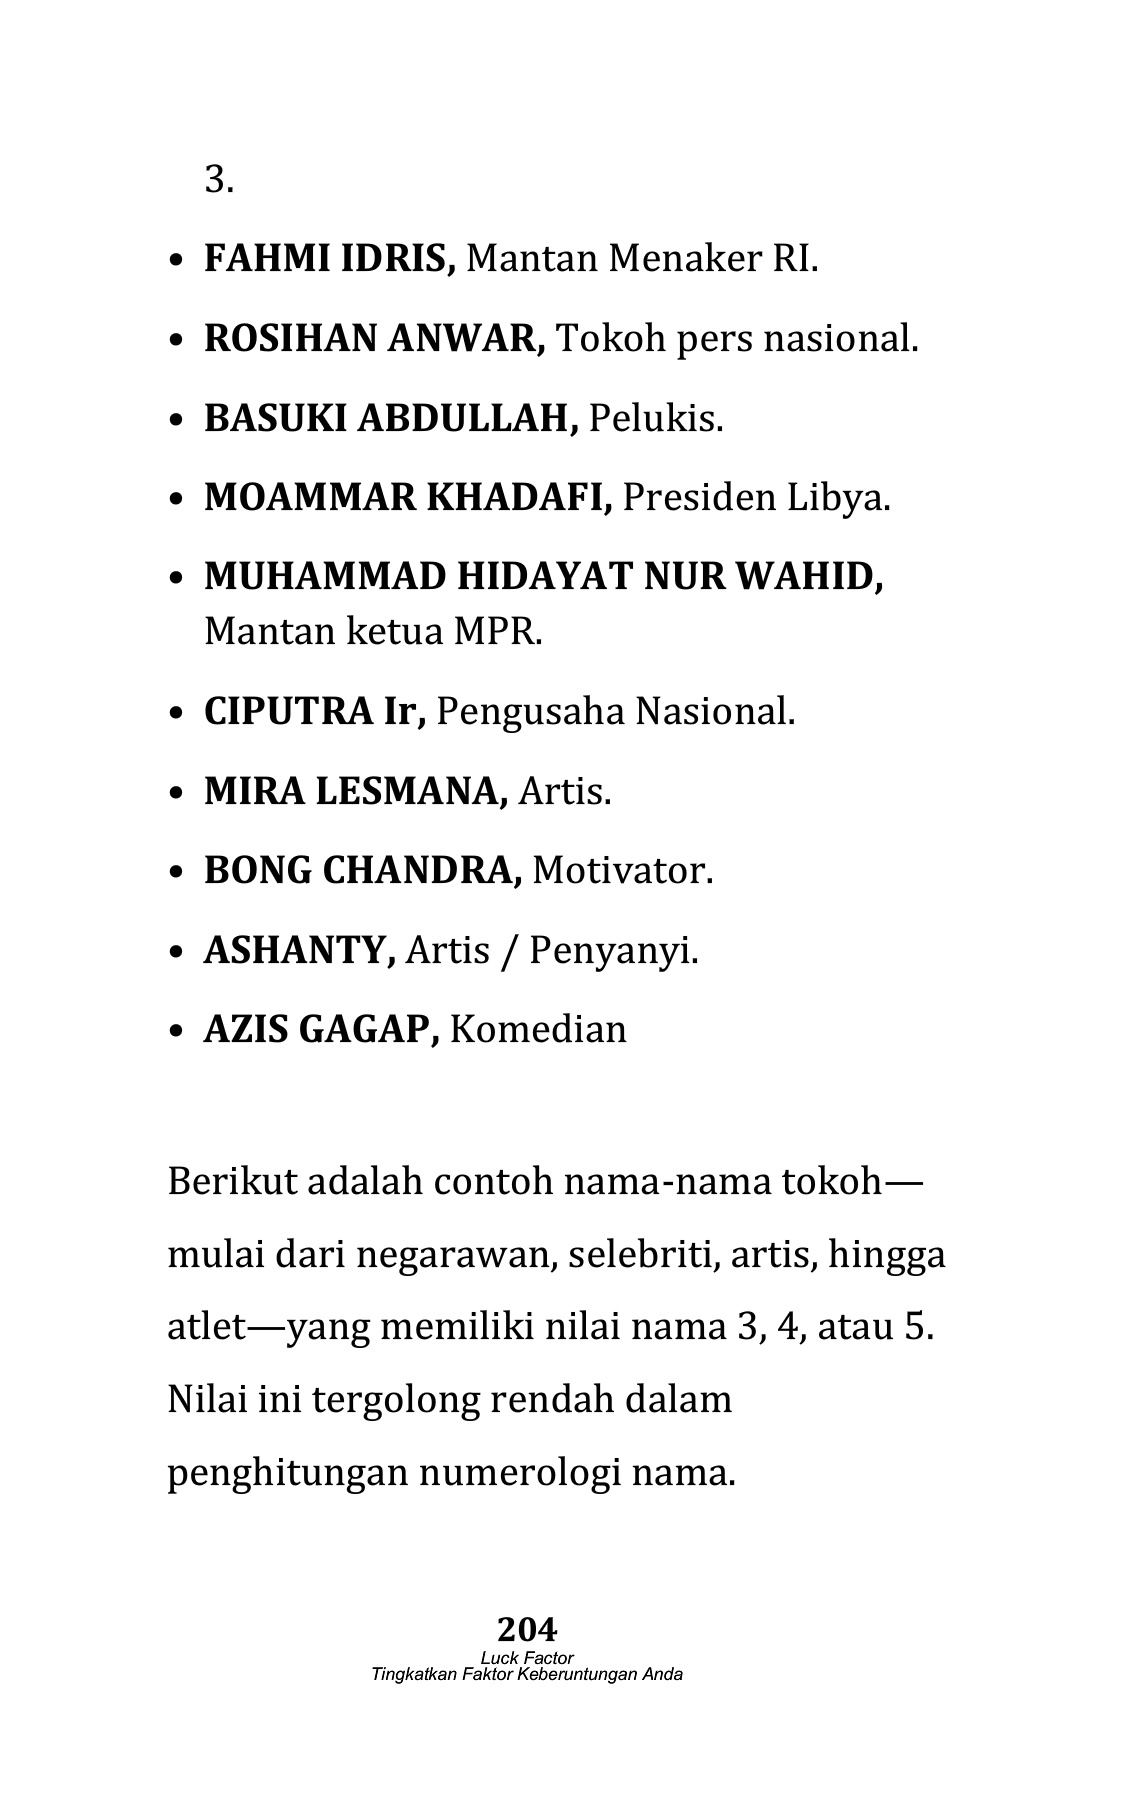 3.
• FAHMI IDRIS, Mantan Menaker RI.
• ROSIHAN ANWAR, Tokoh pers nasional.
• BASUKI ABDULLAH, Pelukis.
• MOAMMAR KHADAFI, Presiden Libya.
• MUHAMMAD HIDAYAT NUR WAHID,
Mantan ketua MPR.
• CIPUTRA Ir, Pengusaha Nasional.
• MIRA LESMANA, Artis.
• BONG CHANDRA, Motivator.
• ASHANTY, Artis / Penyanyi.
• AZIS GAGAP, Komedian
Berikut adalah contoh nama-nama tokoh—
mulai dari negarawan, selebriti, artis, hingga
atlet—yang memiliki nilai nama 3, 4, atau 5.
Nilai ini tergolong rendah dalam
penghitungan numerologi nama.
204
Luck Factor
Tingkatkan Faktor Keberuntungan Anda